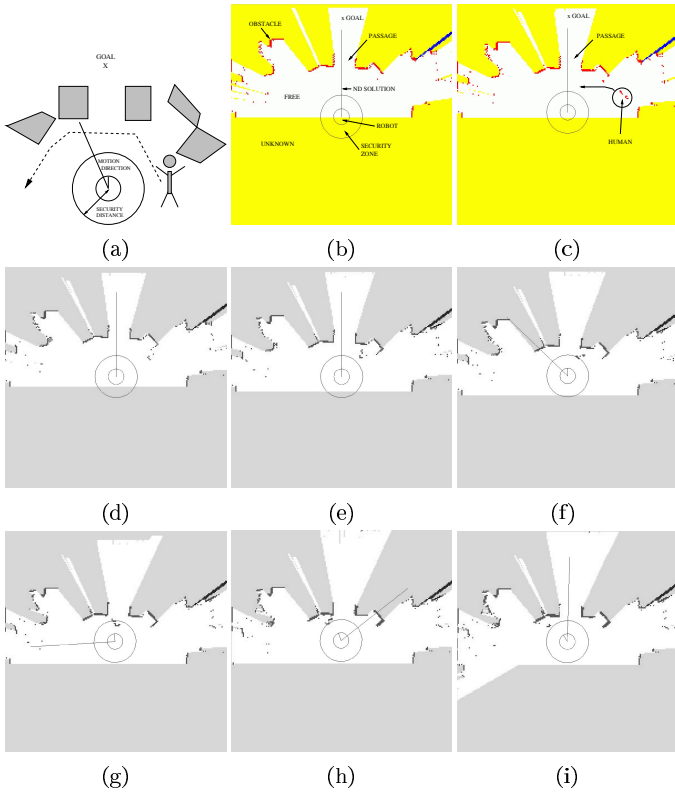 GOAL
X
MOTION
DIRECTION
SECURITY
DISTANCE
(a)
OBSTACLE
x GOAL
PASSAGE
FREE
ND SOLUTION
ROBOT
UNKNOWN
SECURITY
ZONE
(b)
x GOAL
PASSAGE
HUMAN
(c)
(d)
(e)
(f)
(g)
(h)
(i)